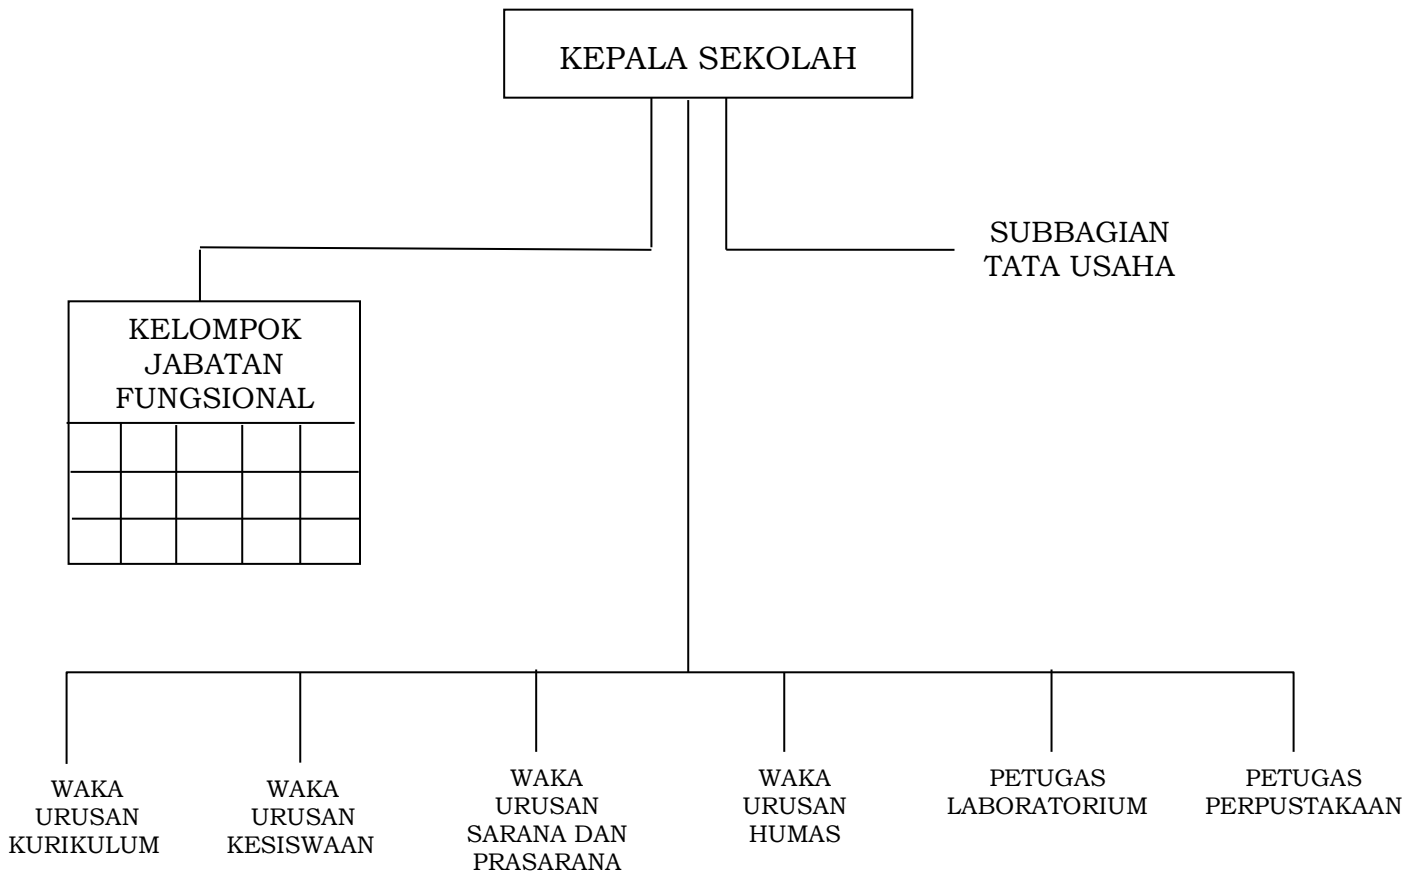 KEPALA SEKOLAH
SUBBAGIAN
TATA USAHA
KELOMPOK
JABATAN
FUNGSIONAL
WAKA
URUSAN
KURIKULUM
WAKA
URUSAN
KESISWAAN
WAKA
URUSAN
SARANA DAN
PRASARANA
WAKA
URUSAN
HUMAS
PETUGAS
LABORATORIUM
PETUGAS
PERPUSTAKAAN